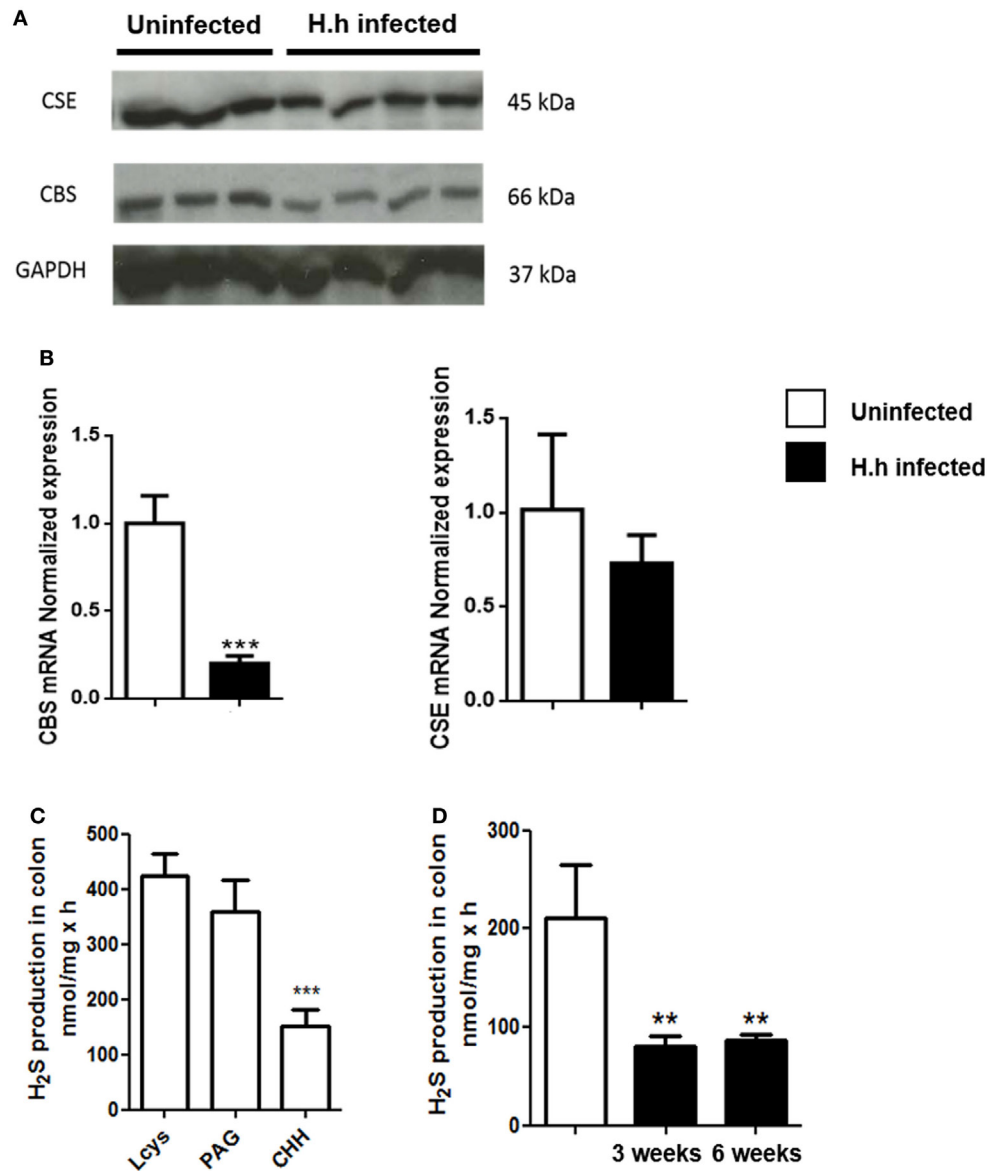 A
Uninfected H.h infected
CSE 45 kDa
CBS 66 kDa
GAPDH 37 kDa
B
CBS mRNA Normalized expression
1.5
1.0
0.5
0.0
***
CSE mRNA Normalized expression
1.5
1.0
0.5
0.0
Uninfected
H.h infected
C
H₂S production in colon
nmol/mg x h
500
400
300
200
100
0
***
Lcys PAG CHH
D
H₂S production in colon
nmol/mg x h
300
200
100
0
** **
3 weeks 6 weeks